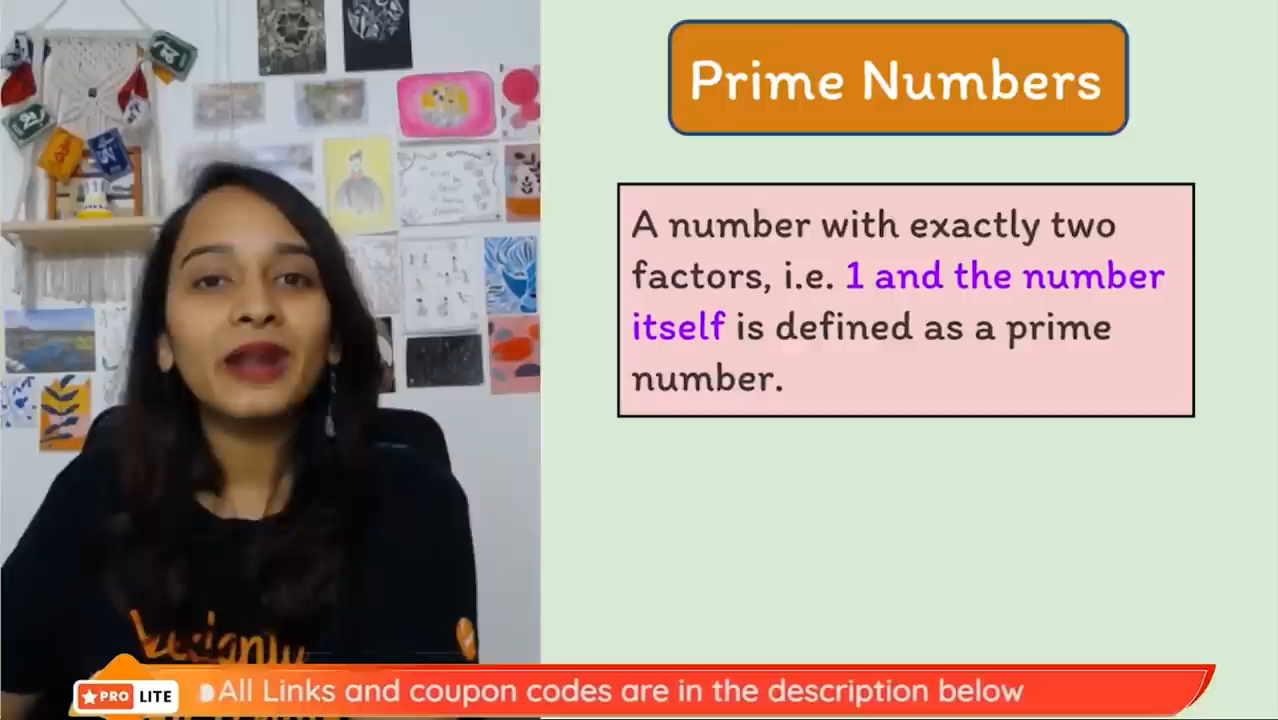 Prime Numbers
A number with exactly two
factors, i.e. 1 and the number
itself is defined as a prime
number.
PRO LITE
All Links and coupon codes are in the description below